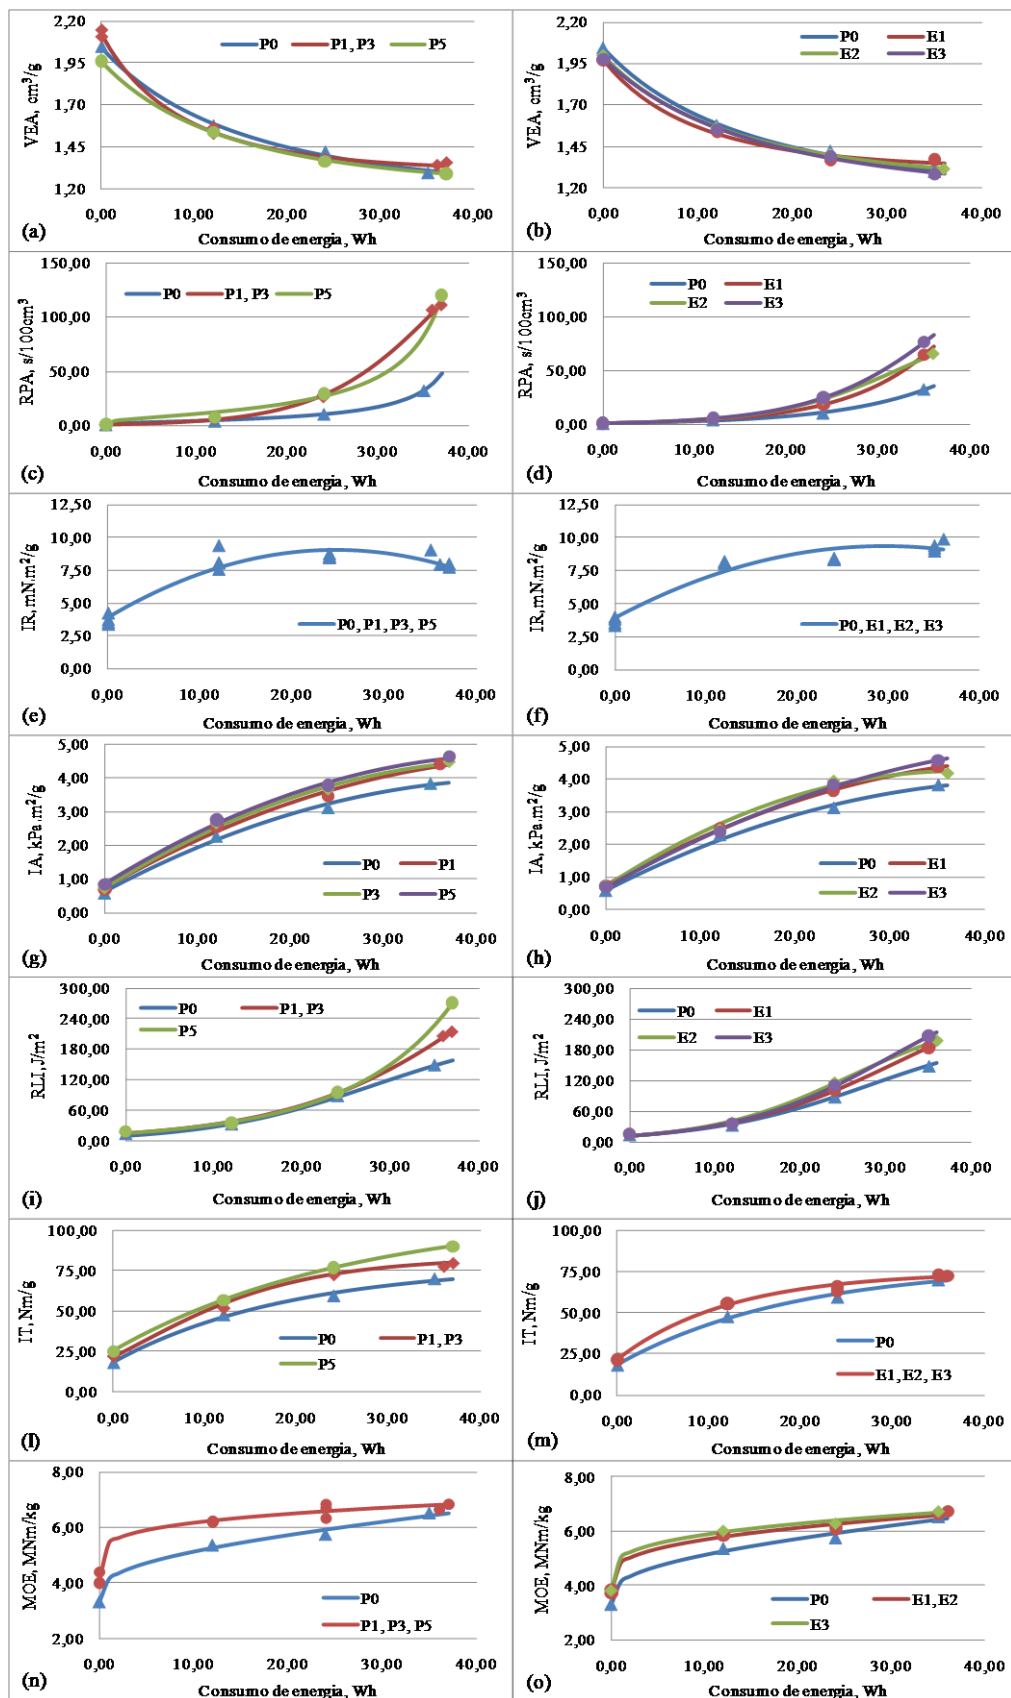 2,20
1,95
1,70
1,45
1,20
VEA, cm³/g
P0 P1, P3 P5
0,00 10,00 20,00 30,00 40,00
(a) Consumo de energia, Wh
2,20
1,95
1,70
1,45
1,20
VEA, cm³/g
P0 E1
E2 E3
0,00 10,00 20,00 30,00 40,00
(b) Consumo de energia, Wh
150,00
100,00
50,00
0,00
RPA, s/100cm³
P0 P1, P3 P5
0,00 10,00 20,00 30,00 40,00
(c) Consumo de energia, Wh
150,00
100,00
50,00
0,00
RPA, s/100cm³
P0 E1
E2 E3
0,00 10,00 20,00 30,00 40,00
(d) Consumo de energia, Wh
12,50
10,00
7,50
5,00
2,50
0,00
IR, mN.m²/g
P0, P1, P3, P5
0,00 10,00 20,00 30,00 40,00
(e) Consumo de energia, Wh
12,50
10,00
7,50
5,00
2,50
0,00
IR, mN.m²/g
P0, E1, E2, E3
0,00 10,00 20,00 30,00 40,00
(f) Consumo de energia, Wh
5,00
4,00
3,00
2,00
1,00
0,00
IA, kPa.m²/g
P0 P1
P3 P5
0,00 10,00 20,00 30,00 40,00
(g) Consumo de energia, Wh
5,00
4,00
3,00
2,00
1,00
0,00
IA, kPa.m²/g
P0 E1
E2 E3
0,00 10,00 20,00 30,00 40,00
(h) Consumo de energia, Wh
300,00
240,00
180,00
120,00
60,00
0,00
RLI, J/m²
P0 P1, P3
P5
0,00 10,00 20,00 30,00 40,00
(i) Consumo de energia, Wh
300,00
240,00
180,00
120,00
60,00
0,00
RLI, J/m²
P0 E1
E2 E3
0,00 10,00 20,00 30,00 40,00
(j) Consumo de energia, Wh
100,00
75,00
50,00
25,00
0,00
IT, Nm/g
P0 P1, P3
P5
0,00 10,00 20,00 30,00 40,00
(l) Consumo de energia, Wh
100,00
75,00
50,00
25,00
0,00
IT, Nm/g
P0
E1, E2, E3
0,00 10,00 20,00 30,00 40,00
(m) Consumo de energia, Wh
8,00
6,00
4,00
2,00
MOE, MNm/kg
P0
P1, P3, P5
0,00 10,00 20,00 30,00 40,00
(n) Consumo de energia, Wh
8,00
6,00
4,00
2,00
MOE, MNm/kg
P0 E1, E2
E3
0,00 10,00 20,00 30,00 40,00
(o) Consumo de energia, Wh